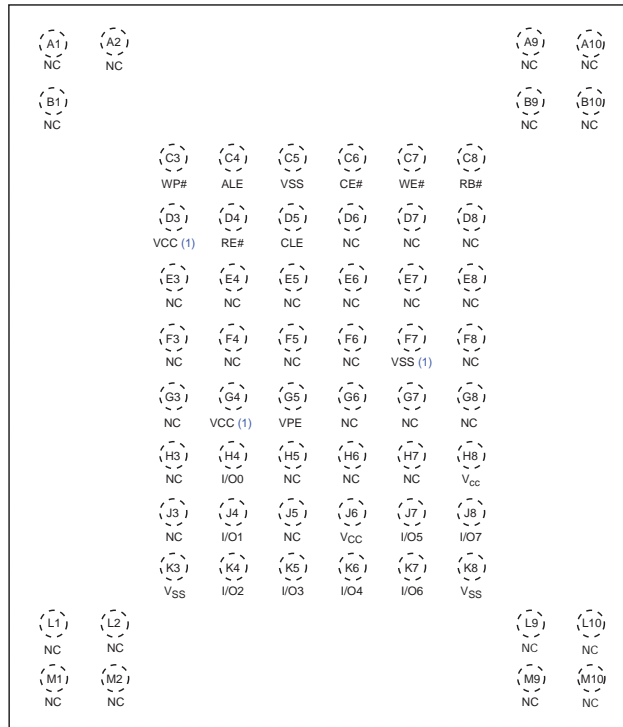 A1 A2 A9 A10
NC NC NC NC
B1 B9 B10
NC NC NC
C3 C4 C5 C6 C7 C8
WP# ALE VSS CE# WE# RB#
D3 D4 D5 D6 D7 D8
VCC (1) RE# CLE NC NC NC
E3 E4 E5 E6 E7 E8
NC NC NC NC NC NC
F3 F4 F5 F6 F7 F8
NC NC NC NC VSS (1) NC
G3 G4 G5 G6 G7 G8
NC VCC (1) VPE NC NC NC
H3 H4 H5 H6 H7 H8
NC I/O0 NC NC NC Vcc
J3 J4 J5 J6 J7 J8
NC I/O1 NC VCC I/O5 I/O7
K3 K4 K5 K6 K7 K8
VSS I/O2 I/O3 I/O4 I/O6 VSS
L1 L2 L9 L10
NC NC NC NC
M1 M2 M9 M10
NC NC NC NC